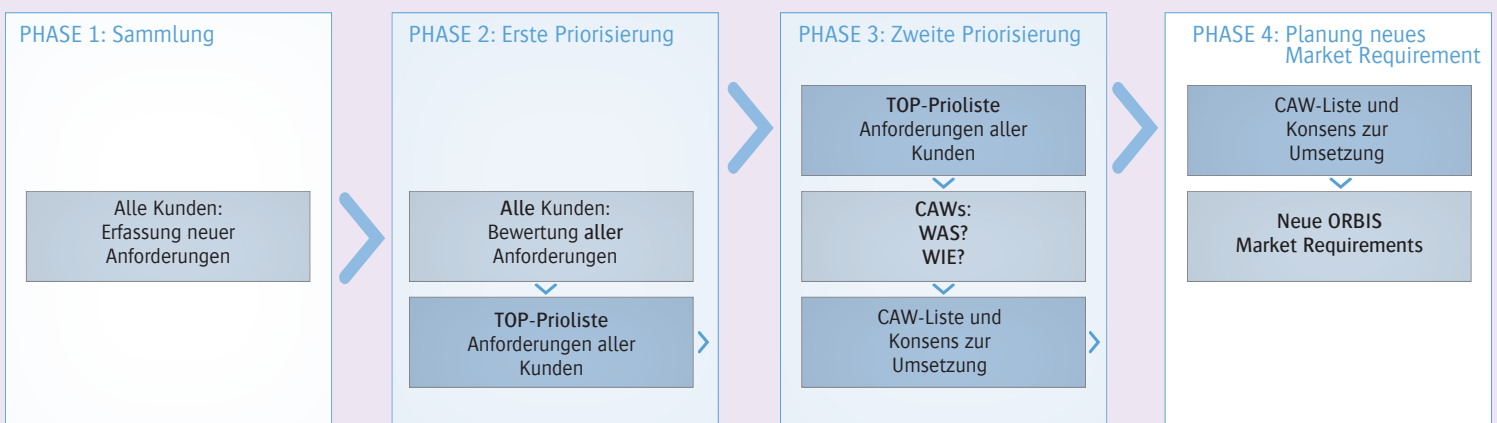 PHASE 1: Sammlung
Alle Kunden:
Erfassung neuer
Anforderungen
PHASE 2: Erste Priorisierung
Alle Kunden:
Bewertung aller
Anforderungen
TOP-Prioliste
Anforderungen aller
Kunden
PHASE 3: Zweite Priorisierung
TOP-Prioliste
Anforderungen aller
Kunden
CAWs:
WAS?
WIE?
CAW-Liste und
Konsens zur
Umsetzung
PHASE 4: Planung neues
Market Requirement
CAW-Liste und
Konsens zur
Umsetzung
Neue ORBIS
Market Requirements